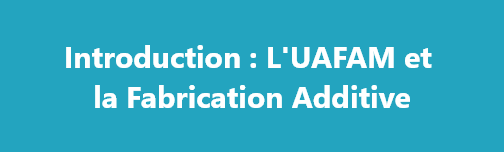 Introduction : L'UAFAM et
la Fabrication Additive